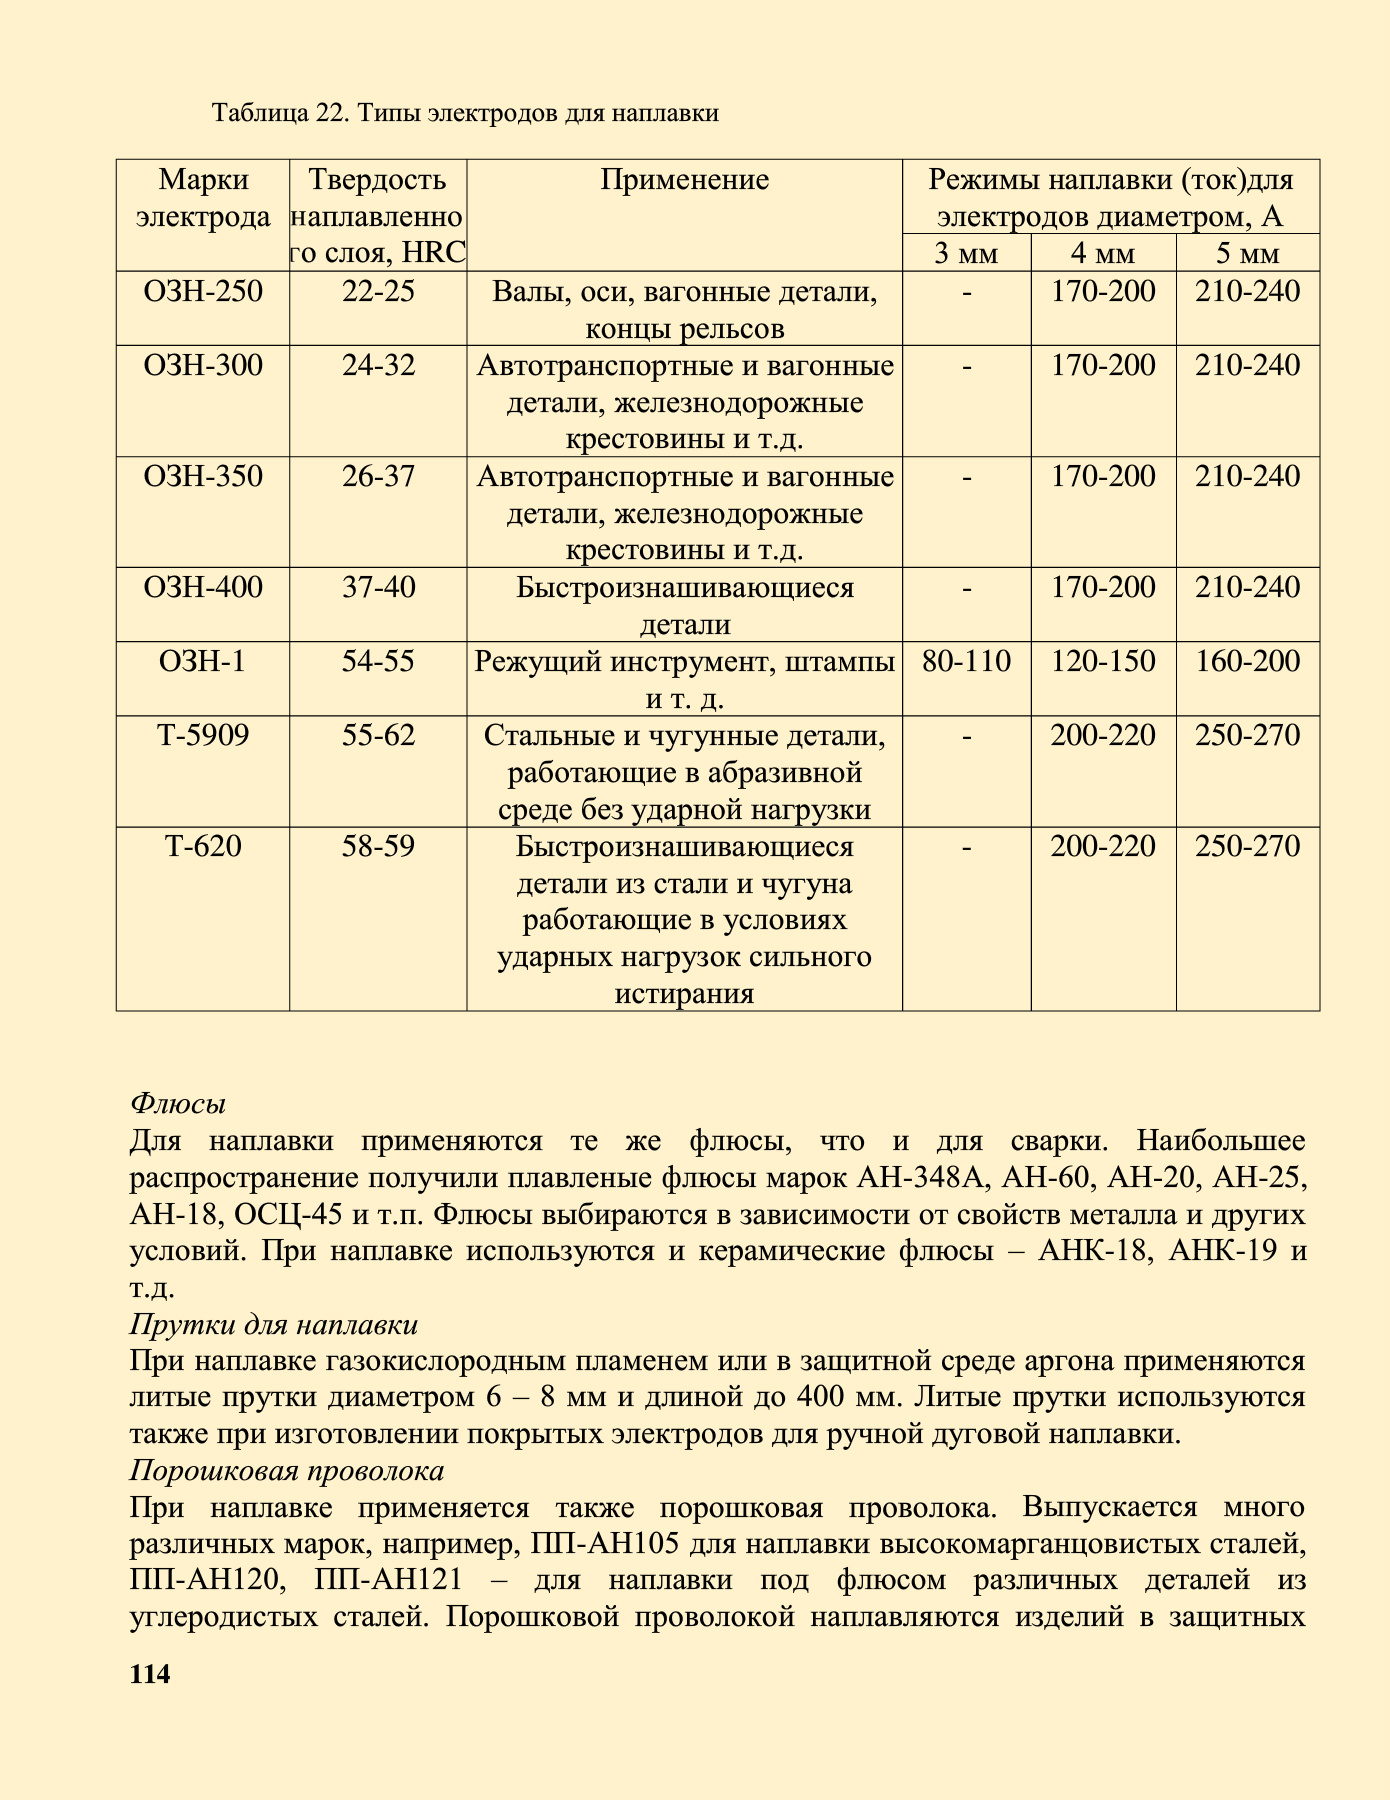 Таблица 22. Типы электродов для наплавки
Марки Твердость Применение Режимы наплавки (ток)для
электрода наплавленно электродов диаметром, А
го слоя, HRC 3 мм 4 мм 5 мм
ОЗН-250 22-25 Валы, оси, вагонные детали, - 170-200 210-240
концы рельсов
ОЗН-300 24-32 Автотранспортные и вагонные - 170-200 210-240
детали, железнодорожные
крестовины и т.д.
ОЗН-350 26-37 Автотранспортные и вагонные - 170-200 210-240
детали, железнодорожные
крестовины и т.д.
ОЗН-400 37-40 Быстроизнашивающиеся - 170-200 210-240
детали
ОЗН-1 54-55 Режущий инструмент, штампы 80-110 120-150 160-200
и т. д.
Т-5909 55-62 Стальные и чугунные детали, - 200-220 250-270
работающие в абразивной
среде без ударной нагрузки
Т-620 58-59 Быстроизнашивающиеся - 200-220 250-270
детали из стали и чугуна
работающие в условиях
ударных нагрузок сильного
истирания
Флюсы
Для наплавки применяются те же флюсы, что и для сварки. Наибольшее
распространение получили плавленые флюсы марок АН-348А, АН-60, АН-20, АН-25,
АН-18, ОСЦ-45 и т.п. Флюсы выбираются в зависимости от свойств металла и других
условий. При наплавке используются и керамические флюсы – АНК-18, АНК-19 и
т.д.
Прутки для наплавки
При наплавке газокислородным пламенем или в защитной среде аргона применяются
литые прутки диаметром 6 – 8 мм и длиной до 400 мм. Литые прутки используются
также при изготовлении покрытых электродов для ручной дуговой наплавки.
Порошковая проволока
При наплавке применяется также порошковая проволока. Выпускается много
различных марок, например, ПП-АН105 для наплавки высокомарганцовистых сталей,
ПП-АН120, ПП-АН121 – для наплавки под флюсом различных деталей из
углеродистых сталей. Порошковой проволокой наплавляются изделий в защитных
114